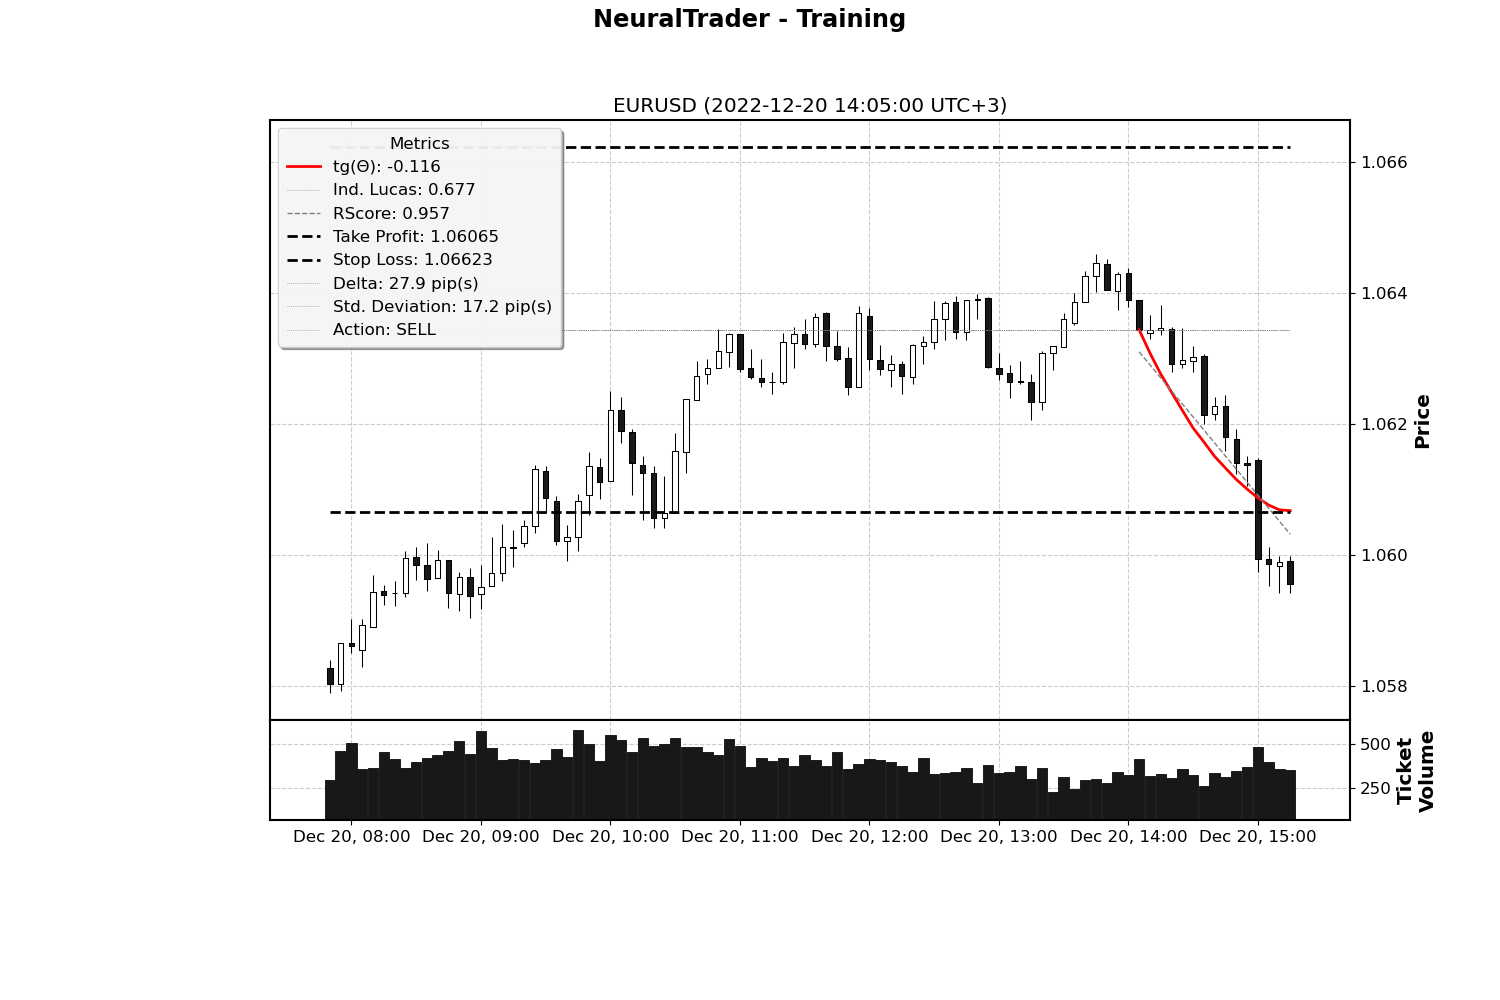 NeuralTrader - Training
EURUSD (2022-12-20 14:05:00 UTC+3)
Metrics
tg(Θ): -0.116
Ind. Lucas: 0.677
RScore: 0.957
Take Profit: 1.06065
Stop Loss: 1.06623
Delta: 27.9 pip(s)
Std. Deviation: 17.2 pip(s)
Action: SELL
1.066
1.064
1.062
1.060
1.058
Price
500
250
Ticket
Volume
Dec 20, 08:00 Dec 20, 09:00 Dec 20, 10:00 Dec 20, 11:00 Dec 20, 12:00 Dec 20, 13:00 Dec 20, 14:00 Dec 20, 15:00